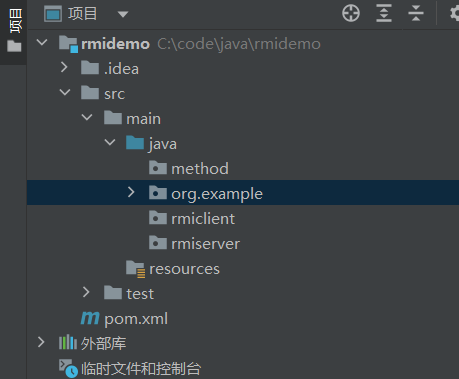 项目
项目
rmidemo C:\code\java\rmidemo
.idea
src
main
java
method
org.example
rmiclient
rmiserver
resources
test
pom.xml
外部库
临时文件和控制台